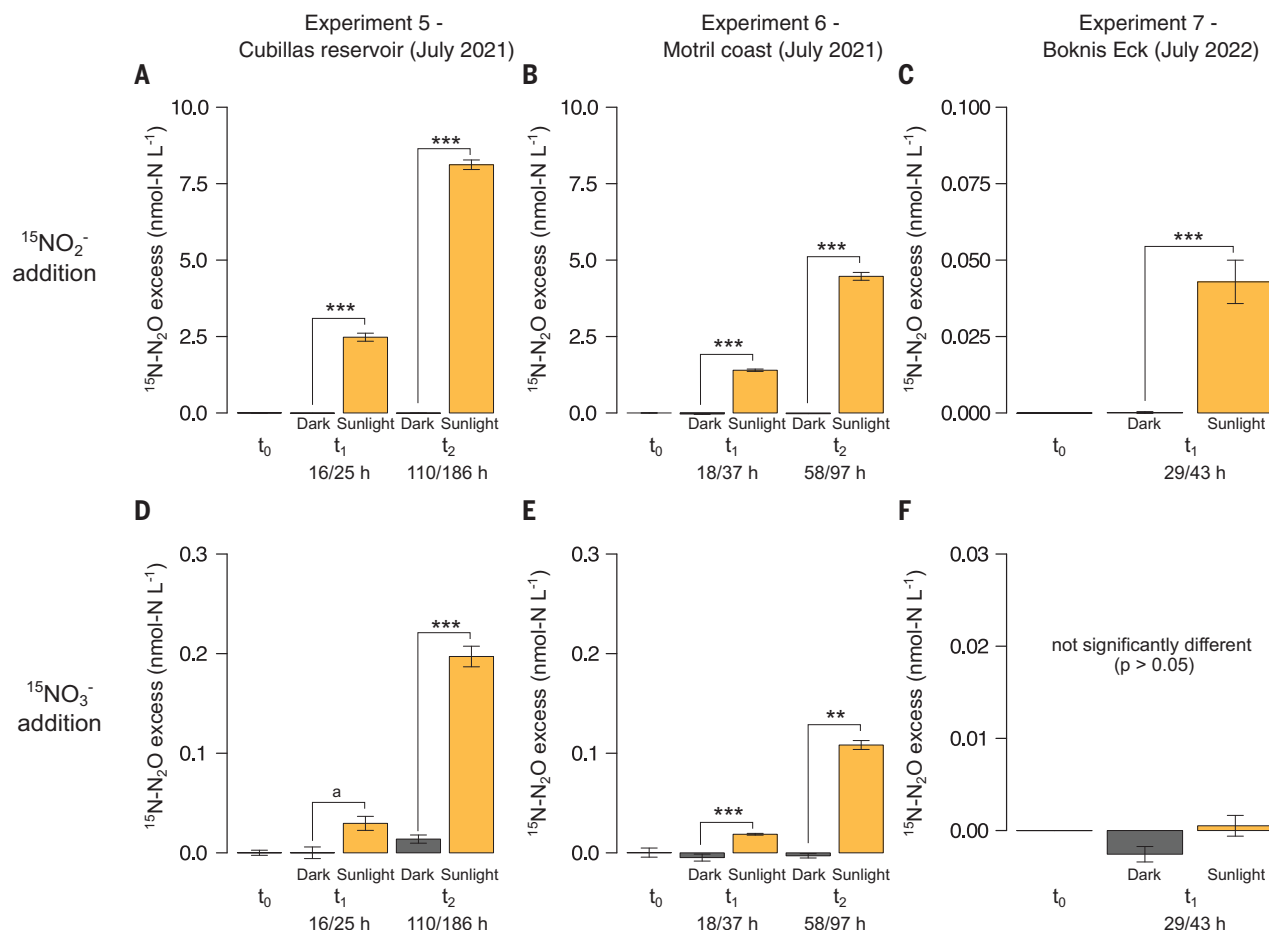 Experiment 5 -
Cubillas reservoir (July 2021)
Experiment 6 -
Motril coast (July 2021)
Experiment 7 -
Boknis Eck (July 2022)
¹⁵NO₂⁻
addition
A
¹⁵N-N₂O excess (nmol-N L⁻¹)
10.0
7.5
5.0
2.5
0.0
***
***
Dark Sunlight Dark Sunlight
t₀ t₁ t₂
16/25 h 110/186 h
B
¹⁵N-N₂O excess (nmol-N L⁻¹)
10.0
7.5
5.0
2.5
0.0
***
***
Dark Sunlight Dark Sunlight
t₀ t₁ t₂
18/37 h 58/97 h
C
¹⁵N-N₂O excess (nmol-N L⁻¹)
0.100
0.075
0.050
0.025
0.000
***
Dark Sunlight
t₀ t₁
29/43 h
¹⁵NO₃⁻
addition
D
¹⁵N-N₂O excess (nmol-N L⁻¹)
0.3
0.2
0.1
0.0
***
a
Dark Sunlight Dark Sunlight
t₀ t₁ t₂
16/25 h 110/186 h
E
¹⁵N-N₂O excess (nmol-N L⁻¹)
0.3
0.2
0.1
0.0
**
***
Dark Sunlight Dark Sunlight
t₀ t₁ t₂
18/37 h 58/97 h
F
¹⁵N-N₂O excess (nmol-N L⁻¹)
0.03
0.02
0.01
0.00
not significantly different
(p > 0.05)
Dark Sunlight
t₀ t₁
29/43 h